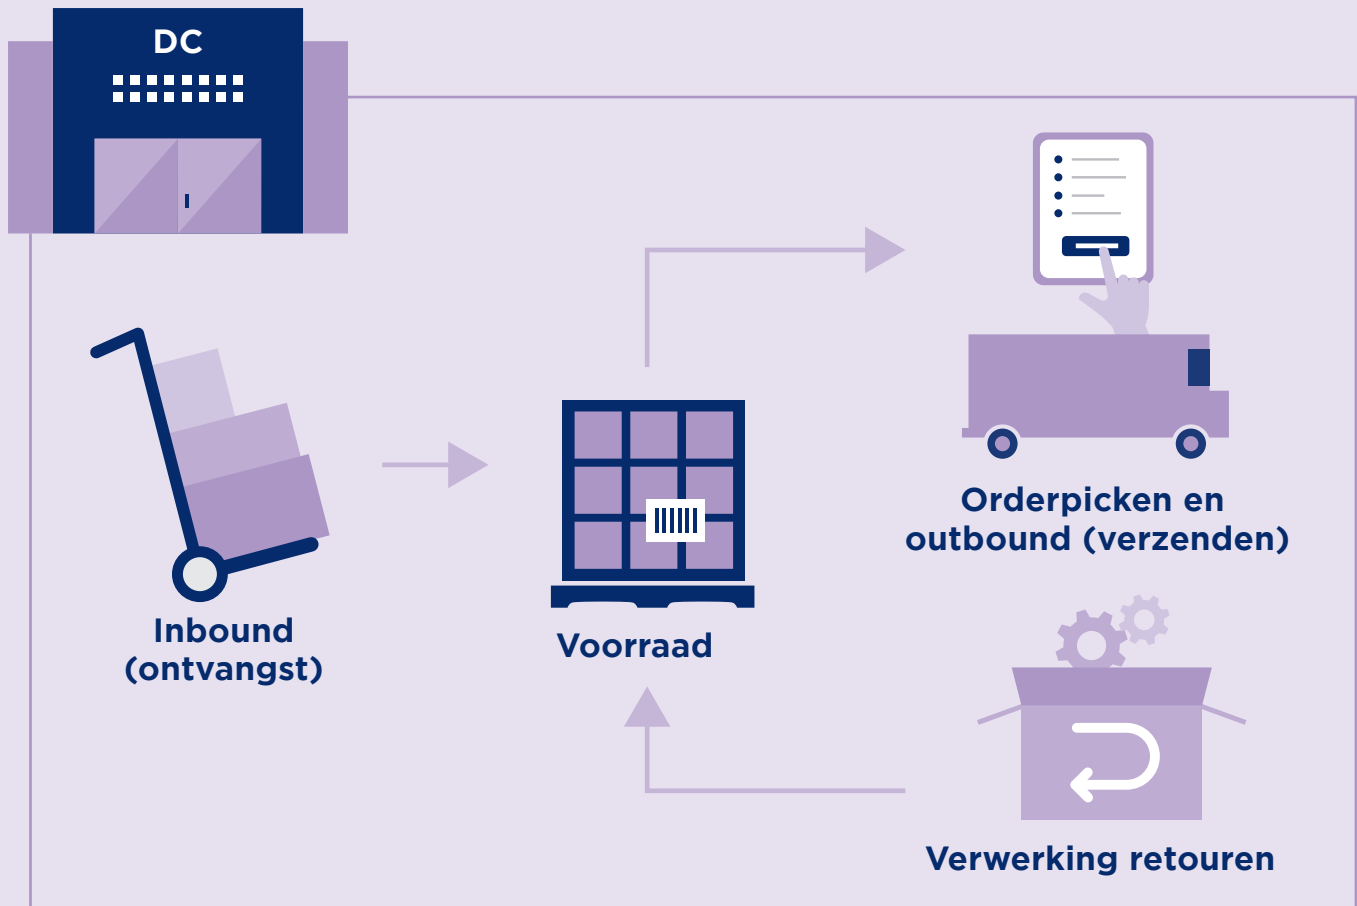 DC
Inbound
(ontvangst)
Voorraad
Orderpicken en
outbound (verzenden)
Verwerking retouren